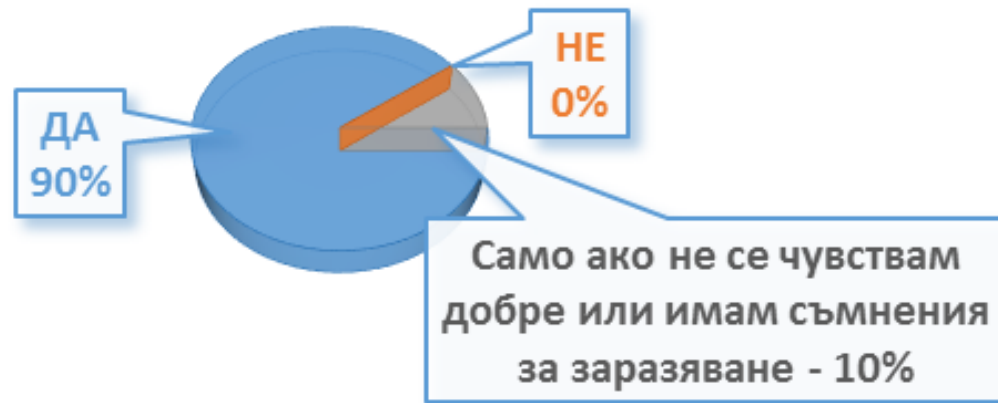 НЕ
0%
ДА
90%
Само ако не се чувствам
добре или имам съмнения
за заразяване - 10%